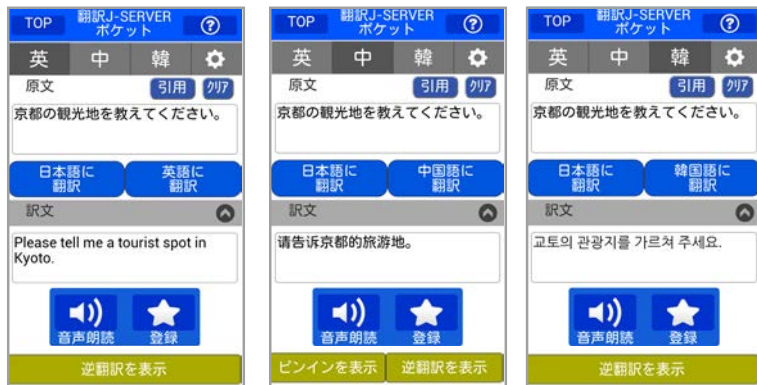 TOP
翻訳J-SERVER
ポケット
?
英 中 韓
原文
引用
クリア
京都の観光地を教えてください。
日本語に
翻訳
英語に
翻訳
訳文
Please tell me a tourist spot in
Kyoto.
音声朗読
登録
逆翻訳を表示
TOP
翻訳J-SERVER
ポケット
?
英 中 韓
原文
引用
クリア
京都の観光地を教えてください。
日本語に
翻訳
中国語に
翻訳
訳文
请告诉京都的旅游地。
音声朗読
登録
ピンインを表示
逆翻訳を表示
TOP
翻訳J-SERVER
ポケット
?
英 中 韓
原文
引用
クリア
京都の観光地を教えてください。
日本語に
翻訳
韓国語に
翻訳
訳文
교토의 관광지를 가르쳐 주세요.
音声朗読
登録
逆翻訳を表示